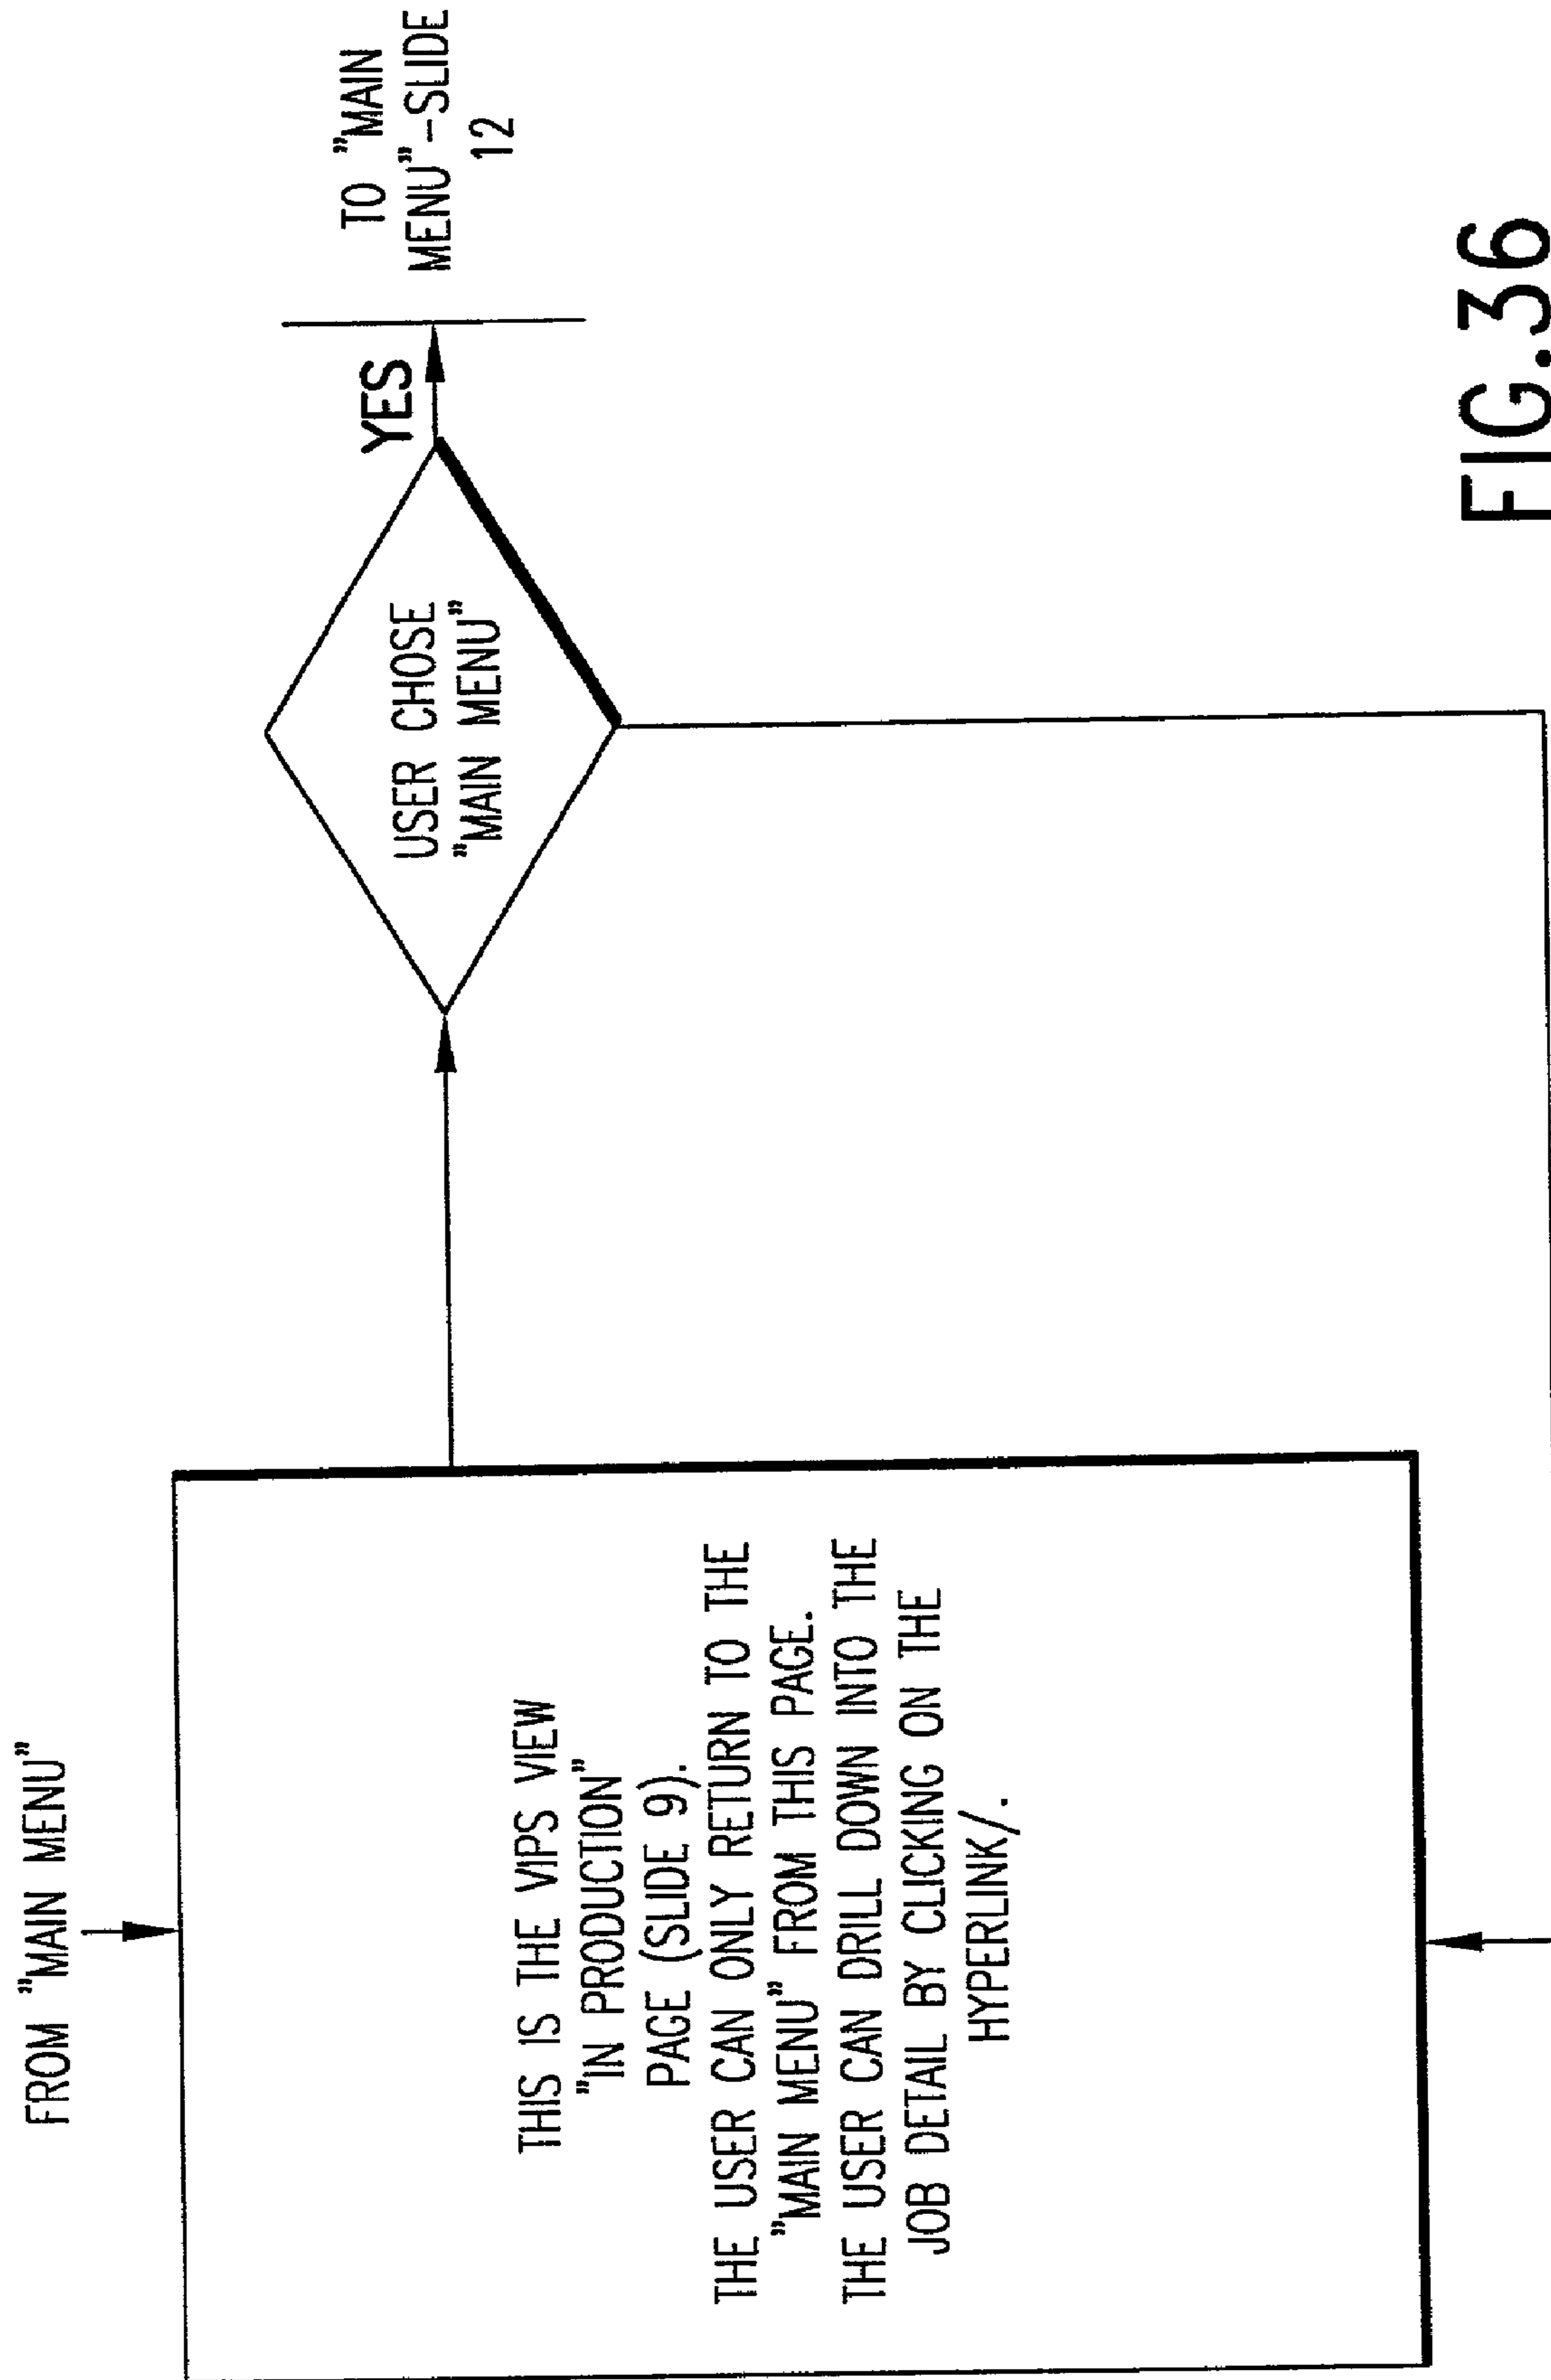 FROM "MAIN MENU"
THIS IS THE VIPS VIEW
"IN PRODUCTION"
PAGE (SLIDE 9).
THE USER CAN ONLY RETURN TO THE
"MAIN MENU" FROM THIS PAGE.
THE USER CAN DRILL DOWN INTO THE
JOB DETAIL BY CLICKING ON THE
HYPERLINK/.
USER CHOSE
"MAIN MENU"
YES
TO "MAIN
MENU"-SLIDE
12
FIG.36